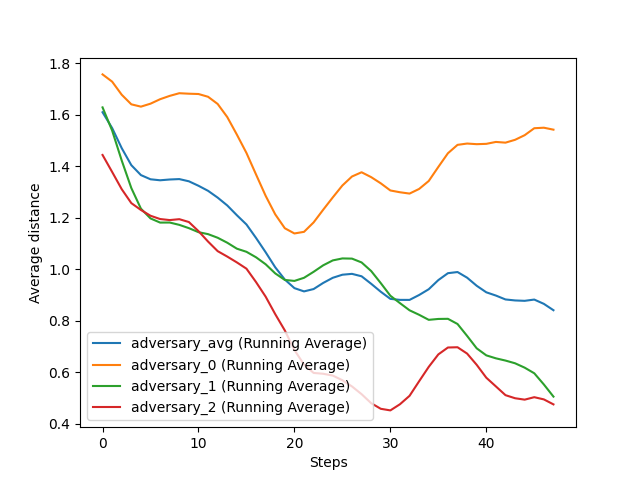 1.8
1.6
1.4
1.2
1.0
0.8
0.6
0.4
Average distance
adversary_avg (Running Average)
adversary_0 (Running Average)
adversary_1 (Running Average)
adversary_2 (Running Average)
0 10 20 30 40
Steps